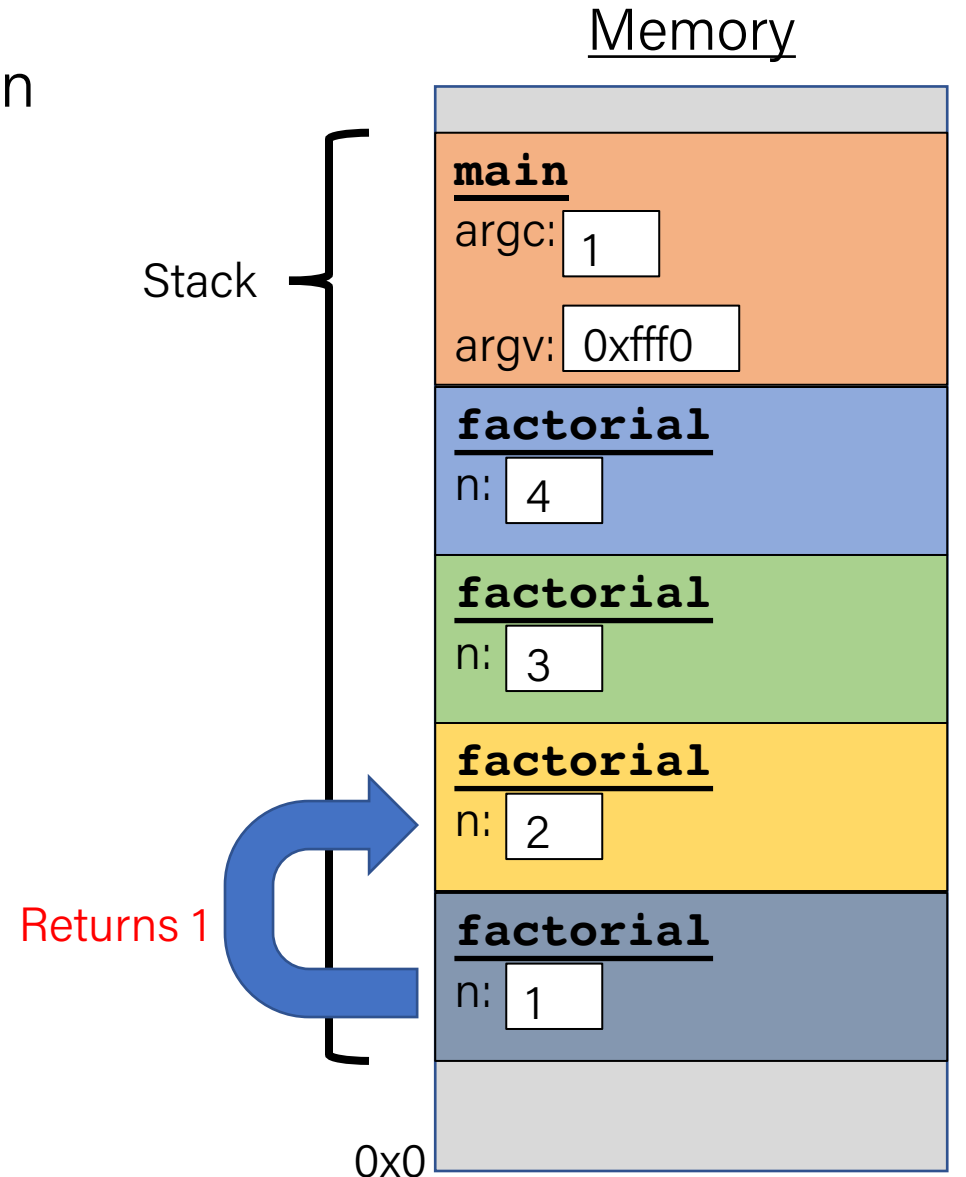 Memory
n
main
argc: 1
Stack
argv: 0xfff0
factorial
n: 4
factorial
n: 3
factorial
n: 2
Returns 1
factorial
n: 1
0x0